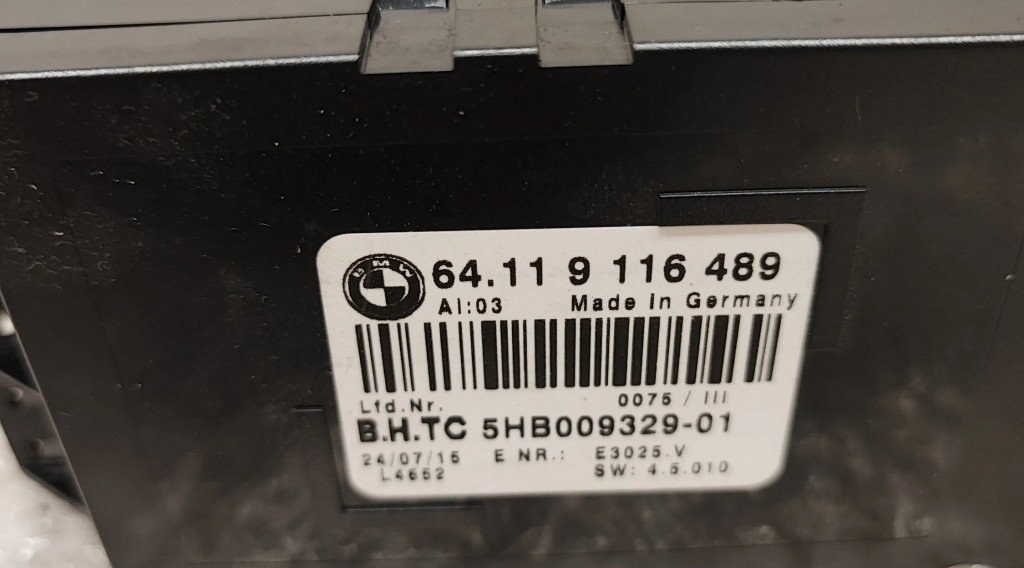 BMW
64.11 9 116 489
AI:03 Made in Germany
Lfd.Nr. 0075 / III
B.H.TC 5HB009329-01
24/07/15 E NR.: E3025.V
L4652 SW: 4.5.010